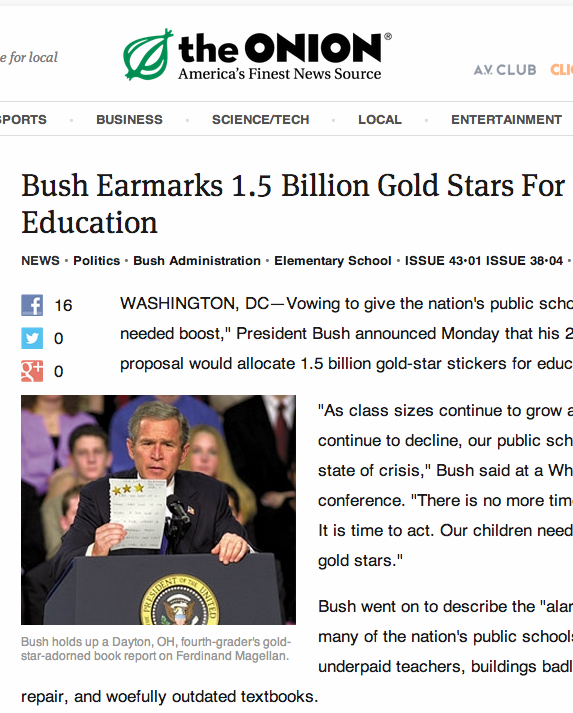 e for local
the ONION®
America's Finest News Source
A.V. CLUB CLI
SPORTS · BUSINESS · SCIENCE/TECH · LOCAL · ENTERTAINMENT
Bush Earmarks 1.5 Billion Gold Stars For
Education
NEWS • Politics • Bush Administration • Elementary School • ISSUE 43•01 ISSUE 38•04 •
16
0
0
WASHINGTON, DC—Vowing to give the nation's public scho
needed boost," President Bush announced Monday that his 2
proposal would allocate 1.5 billion gold-star stickers for educ
"As class sizes continue to grow a
continue to decline, our public sch
state of crisis," Bush said at a Wh
conference. "There is no more tim
It is time to act. Our children need
gold stars."
PRESIDENT OF THE UNITED
Bush holds up a Dayton, OH, fourth-grader's gold-
star-adorned book report on Ferdinand Magellan.
Bush went on to describe the "alar
many of the nation's public schools
underpaid teachers, buildings badl
repair, and woefully outdated textbooks.